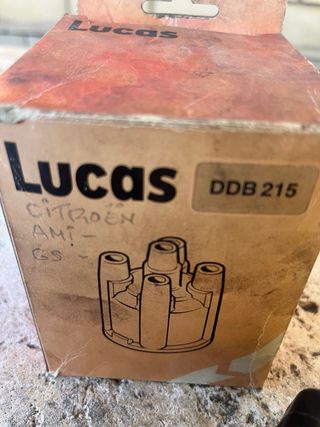 Lucas
Lucas
DDB 215
CITROËN
AMI -
GS -